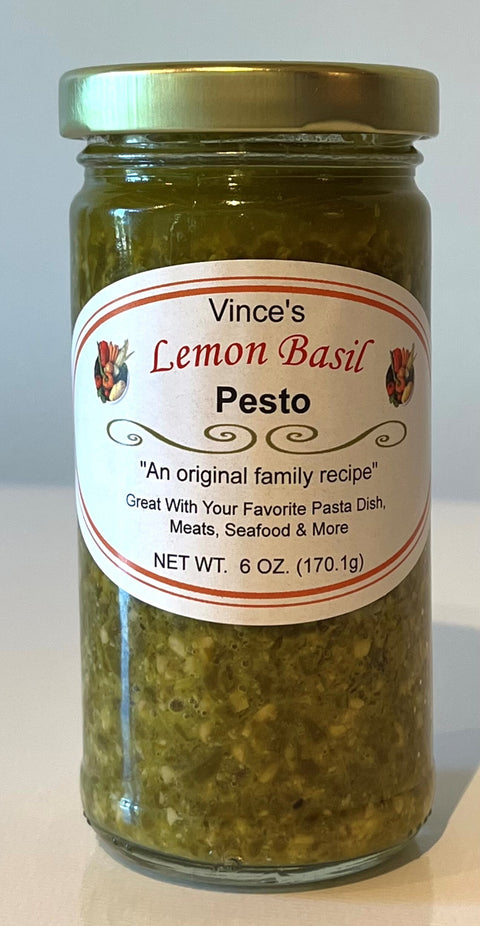 Vince's
Lemon Basil
Pesto
"An original family recipe"
Great With Your Favorite Pasta Dish,
Meats, Seafood & More
NET WT.  6 OZ. (170.1g)